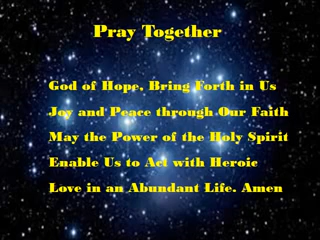 Pray Together
God of Hope, Bring Forth in Us
Joy and Peace through Our Faith
May the Power of the Holy Spirit
Enable Us to Act with Heroic
Love in an Abundant Life. Amen